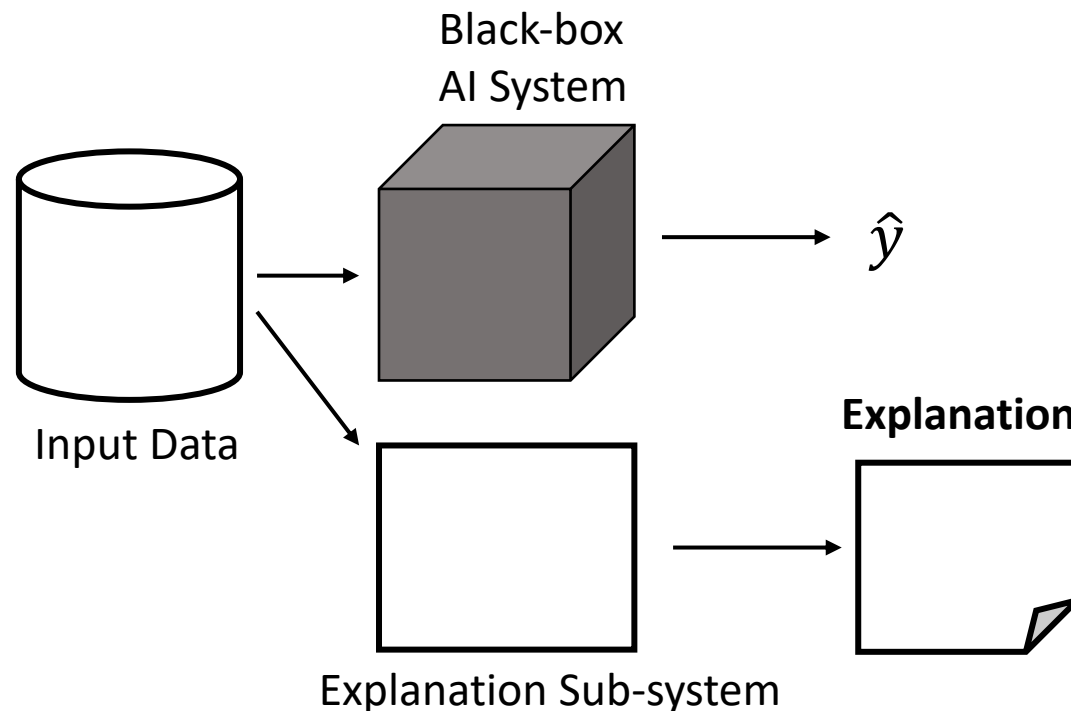 Black-box
AI System
ŷ
Input Data
Explanation
Explanation Sub-system